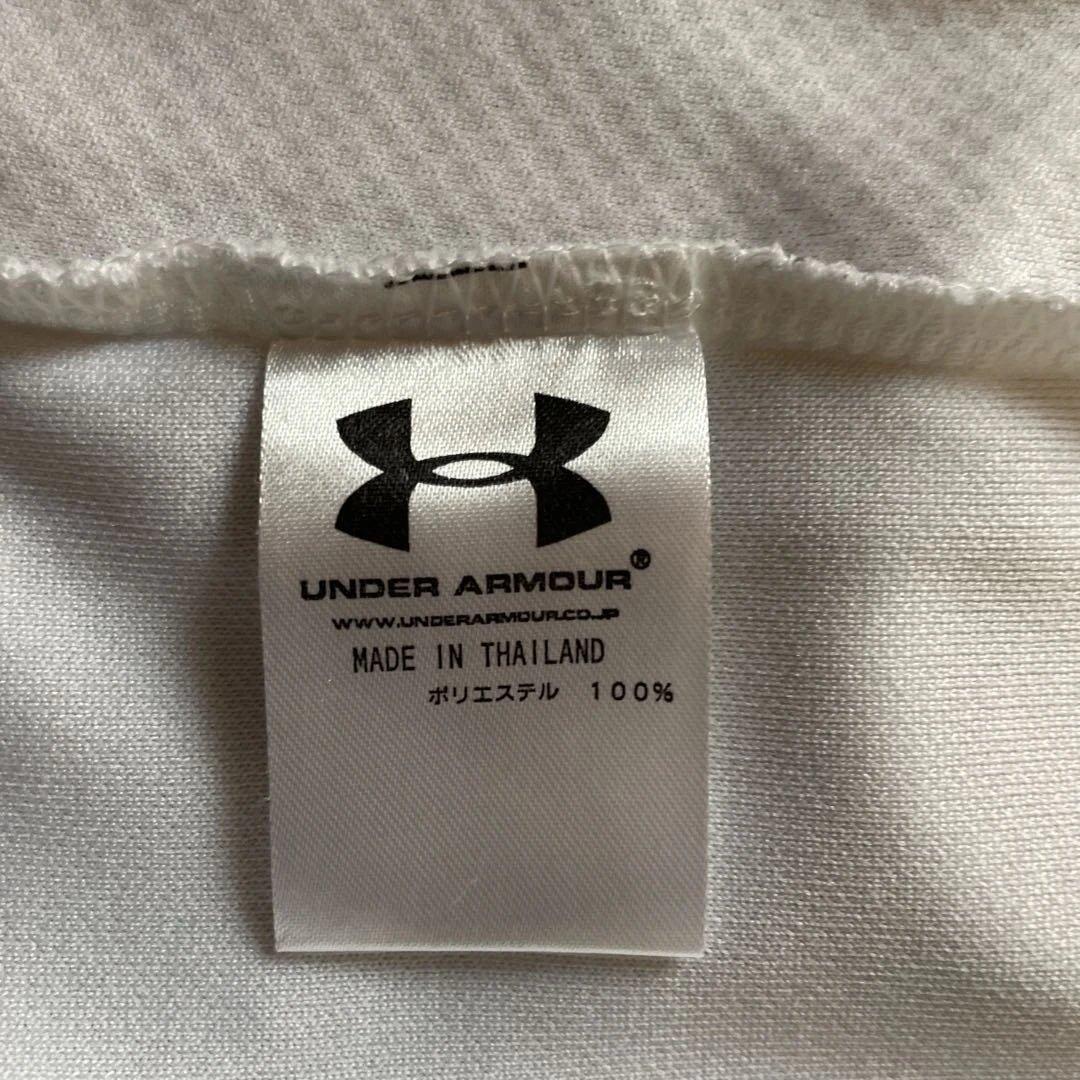 UNDER ARMOUR®
WWW.UNDERARMOUR.CO.JP
MADE IN THAILAND
ポリエステル 100%